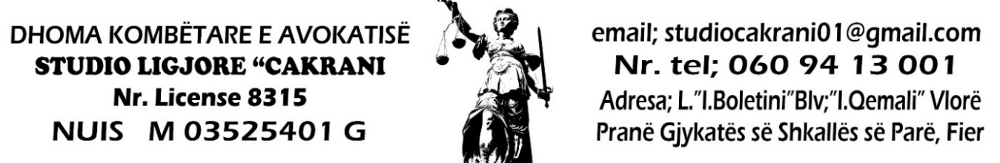 DHOMA KOMBËTARE E AVOKATISË
STUDIO LIGJORE “CAKRANI
Nr. License 8315
NUIS M 03525401 G
email; studiocakrani01@gmail.com
Nr. tel; 060 94 13 001
Adresa; L.”I.Boletini”Blv;”I.Qemali” Vlorë
Pranë Gjykatës së Shkallës së Parë, Fier